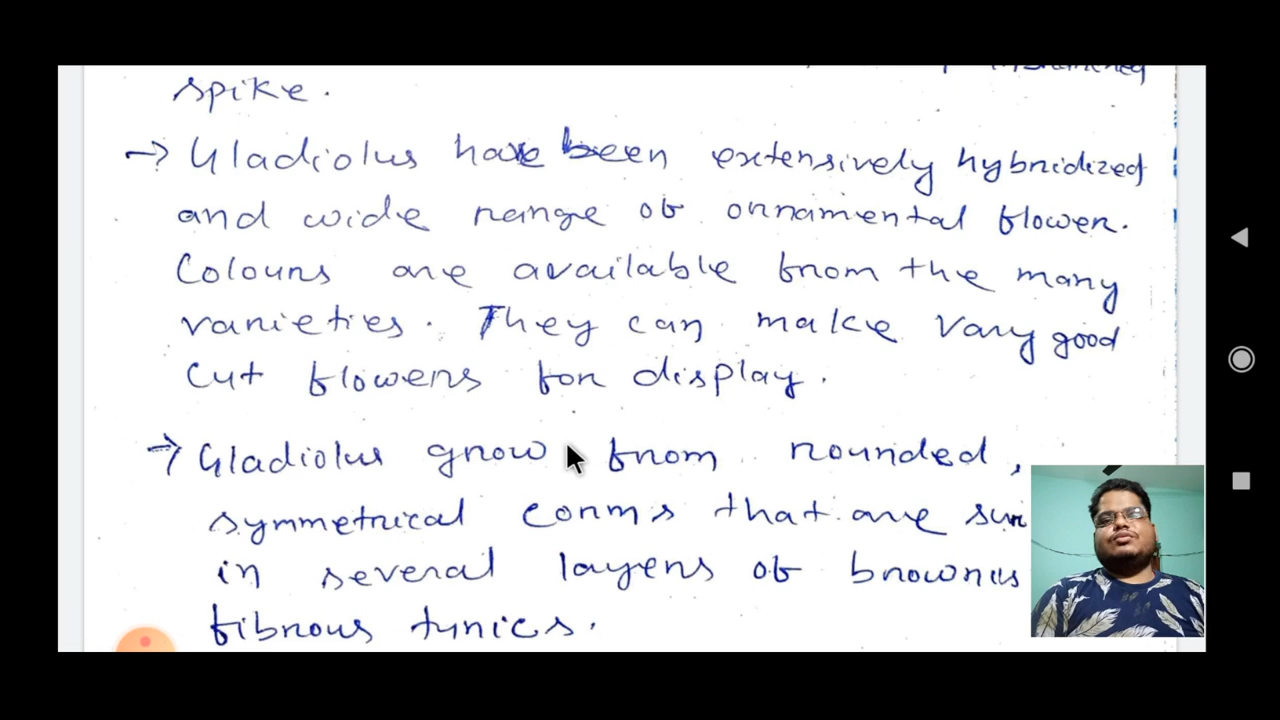 spike.
→ Gladiolus have been extensively hybridized
and wide range of ornamental flower.
Colours are available from the many
varieties. They can make vary good
cut flowers for display.
→ Gladiolus grow from rounded,
symmetrical corms that are
in several layers of
fibrous tunics.